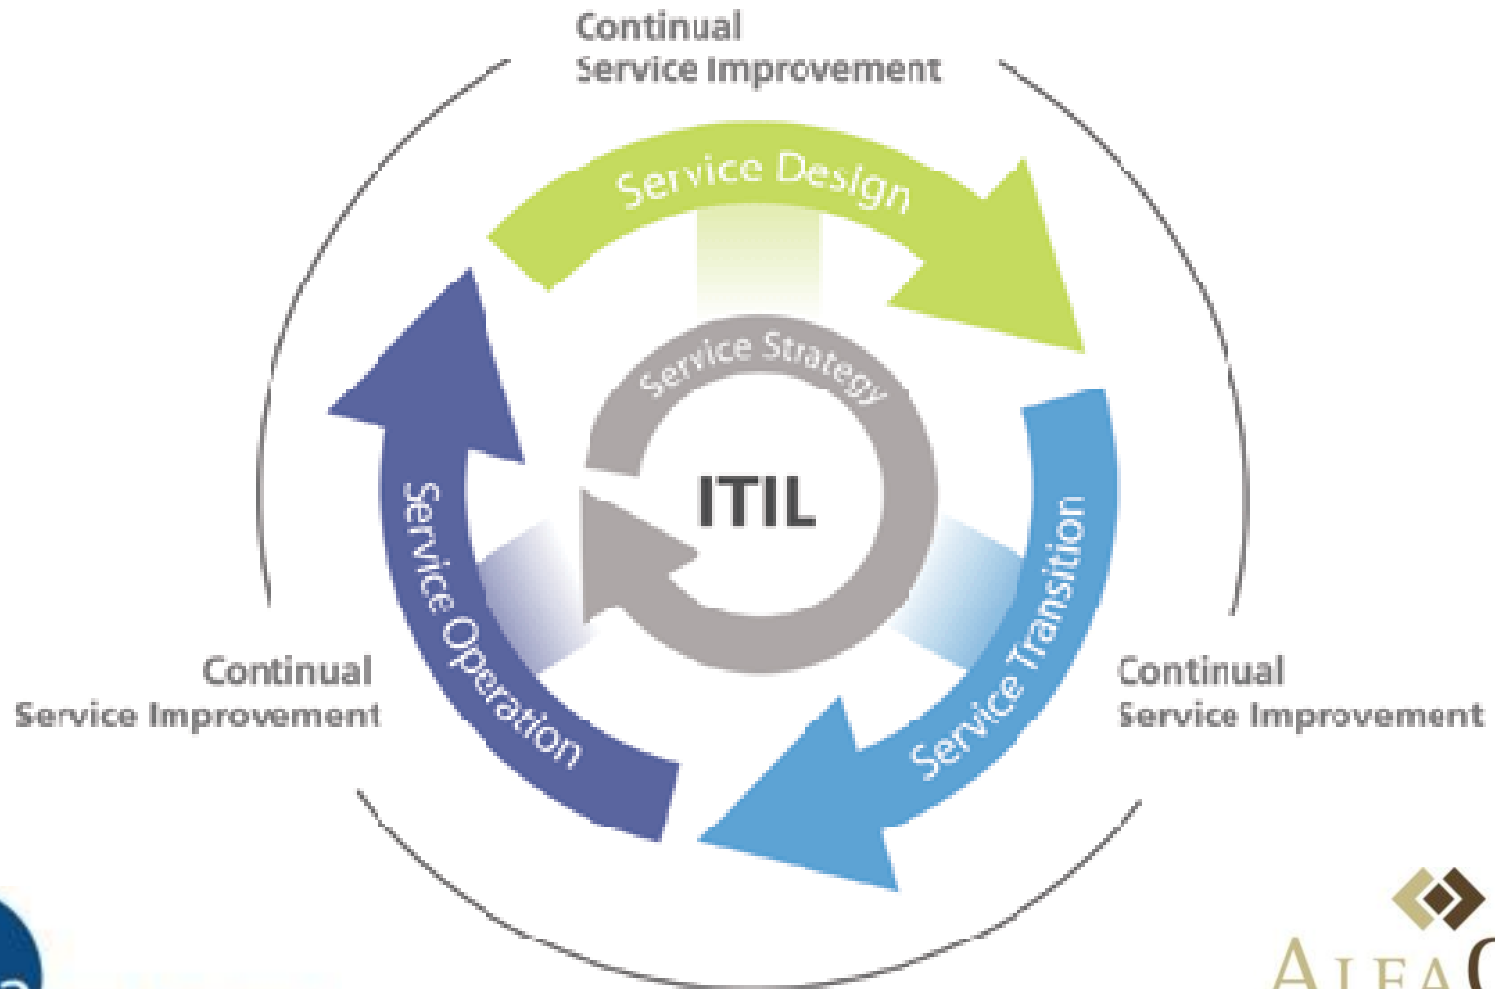 Continual
Service Improvement
Service Design
Service Strategy
ITIL
Service Operation
Service Transition
Continual
Service Improvement
Continual
Service Improvement